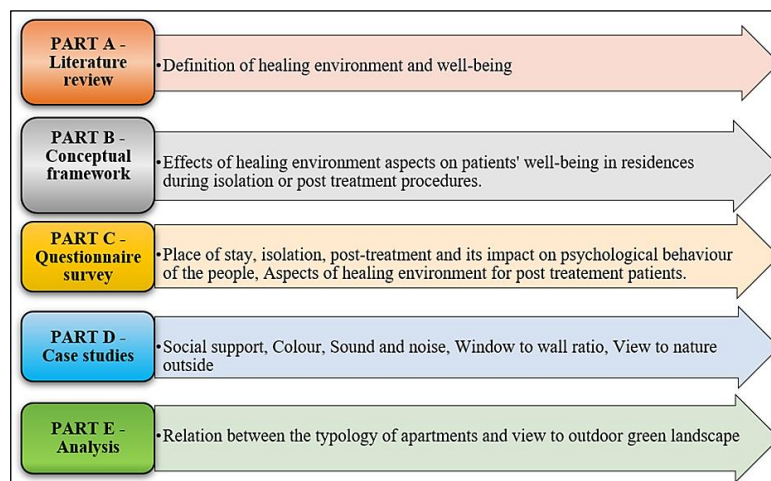 PART A -
Literature
review
•Definition of healing environment and well-being
PART B -
Conceptual
framework
•Effects of healing environment aspects on patients' well-being in residences
during isolation or post treatment procedures.
PART C -
Questionnaire
survey
•Place of stay, isolation, post-treatment and its impact on psychological behaviour
of the people, Aspects of healing environment for post treatement patients.
PART D -
Case studies
•Social support, Colour, Sound and noise, Window to wall ratio, View to nature
outside
PART E -
Analysis
•Relation between the typology of apartments and view to outdoor green landscape